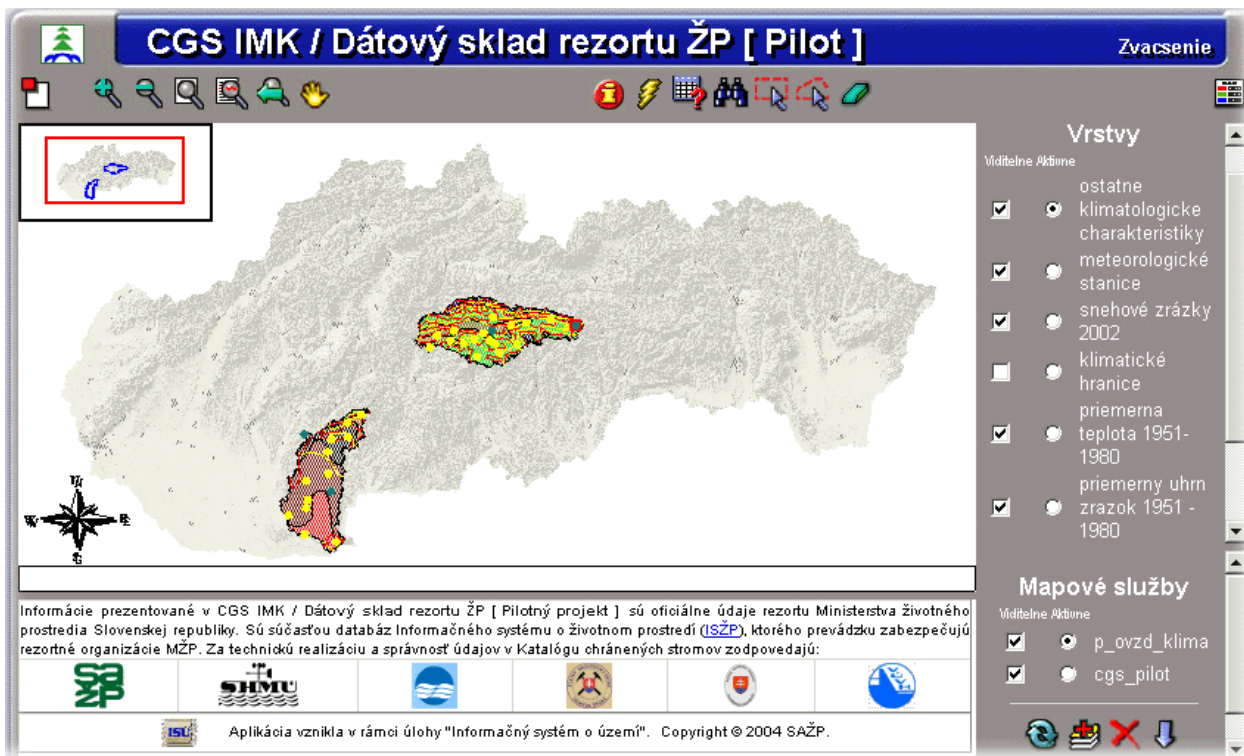 CGS IMK / Dátový sklad rezortu ŽP [ Pilot ]
Zvacsenie
Vrstvy
Viditelne Aktivne
ostatne
klimatologicke
charakteristiky
meteorologické
stanice
snehové zrázky
2002
klimatické
hranice
priemerna
teplota 1951-
1980
priemerny uhrn
zrazok 1951 -
1980
Mapové služby
Viditelne Aktivne
p_ovzd_klima
cgs_pilot
Informácie prezentované v CGS IMK / Dátový sklad rezortu ŽP [ Pilotný projekt ] sú oficiálne údaje rezortu Ministerstva životného
prostredia Slovenskej republiky. Sú súčasťou databáz Informačného systému o životnom prostredí (ISŽP), ktorého prevádzku zabezpečujú
rezortné organizácie MŽP. Za technickú realizáciu a správnosť údajov v Katalógu chránených stromov zodpovedajú:
sažp
SHMU
ISU
Aplikácia vznikla v rámci úlohy "Informačný systém o území". Copyright © 2004 SAŽP.